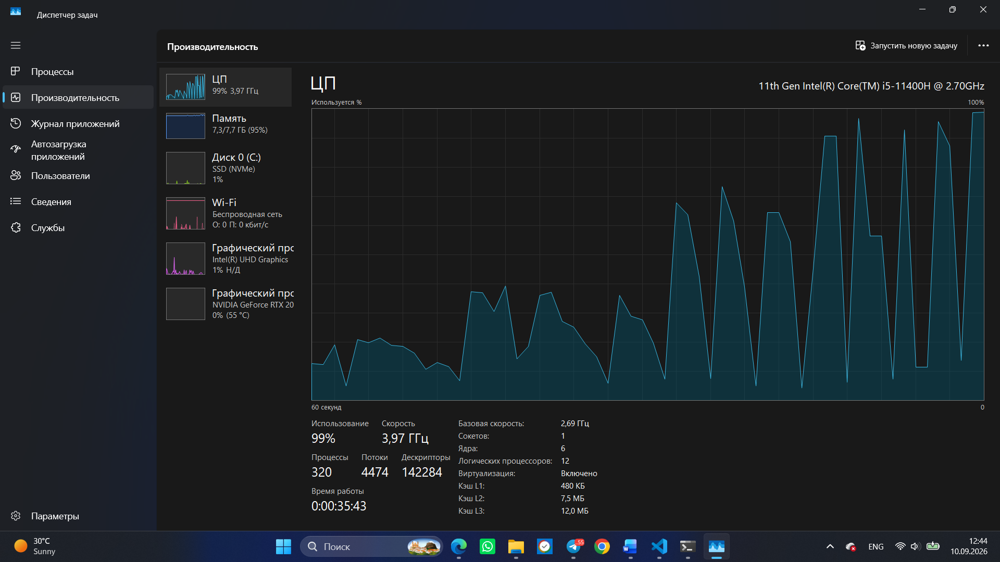 Диспетчер задач
Процессы
Производительность
Журнал приложений
Автозагрузка
приложений
Пользователи
Сведения
Службы
Параметры
Производительность
Запустить новую задачу
ЦП
99% 3,97 ГГц
Память
7,3/7,7 ГБ (95%)
Диск 0 (C:)
SSD (NVMe)
1%
Wi-Fi
Беспроводная сеть
О: 0 П: 0 кбит/с
Графический прс
Intel(R) UHD Graphics
1% Н/Д
Графический прс
NVIDIA GeForce RTX 20
0% (55 °C)
ЦП
11th Gen Intel(R) Core(TM) i5-11400H @ 2.70GHz
Используется %
100%
60 секунд
0
Использование
99%
Скорость
3,97 ГГц
Процессы
320
Потоки
4474
Дескрипторы
142284
Время работы
0:00:35:43
Базовая скорость: 2,69 ГГц
Сокетов: 1
Ядра: 6
Логических процессоров: 12
Виртуализация: Включено
Кэш L1: 480 КБ
Кэш L2: 7,5 МБ
Кэш L3: 12,0 МБ
30°C
Sunny
Поиск
55
ENG
12:44
10.09.2026